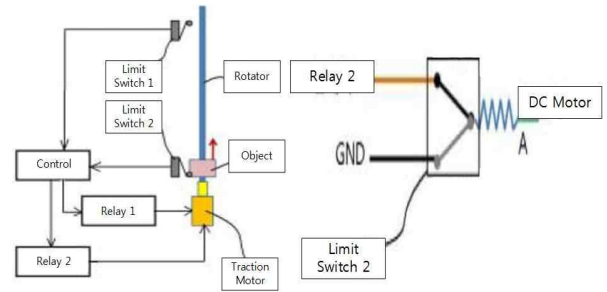 Limit
Switch 1
Rotator
Limit
Switch 2
Object
Control
Relay 1
Relay 2
Traction
Motor
Relay 2
DC Motor
GND
A
Limit
Switch 2